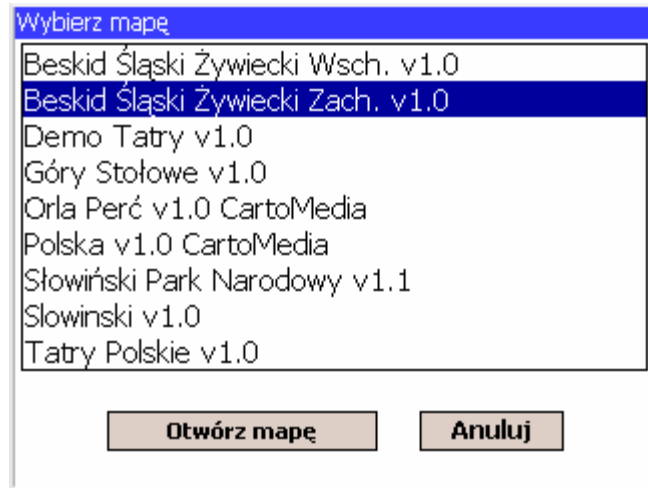 Wybierz mapę
Beskid Śląski Żywiecki Wsch. v1.0
Beskid Śląski Żywiecki Zach. v1.0
Demo Tatry v1.0
Góry Stołowe v1.0
Orla Perć v1.0 CartoMedia
Polska v1.0 CartoMedia
Słowiński Park Narodowy v1.1
Slowinski v1.0
Tatry Polskie v1.0
Otwórz mapę Anuluj